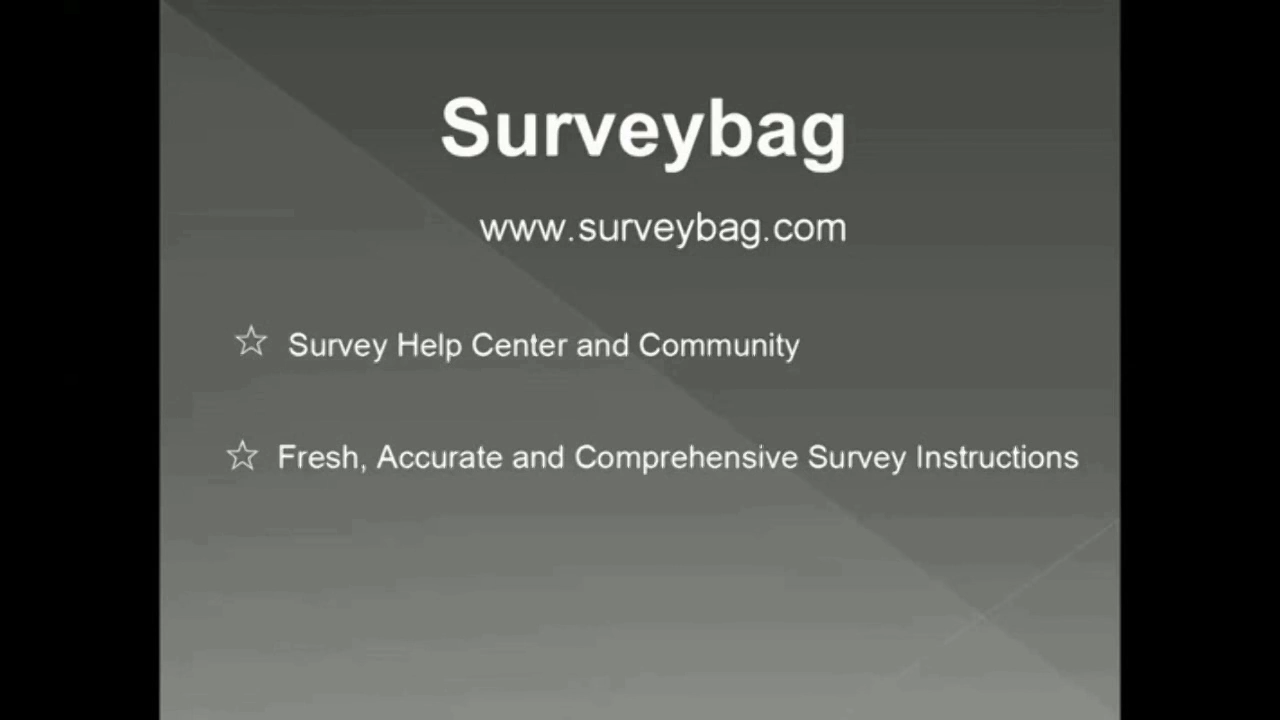 Surveybag
www.surveybag.com
☆ Survey Help Center and Community
☆ Fresh, Accurate and Comprehensive Survey Instructions